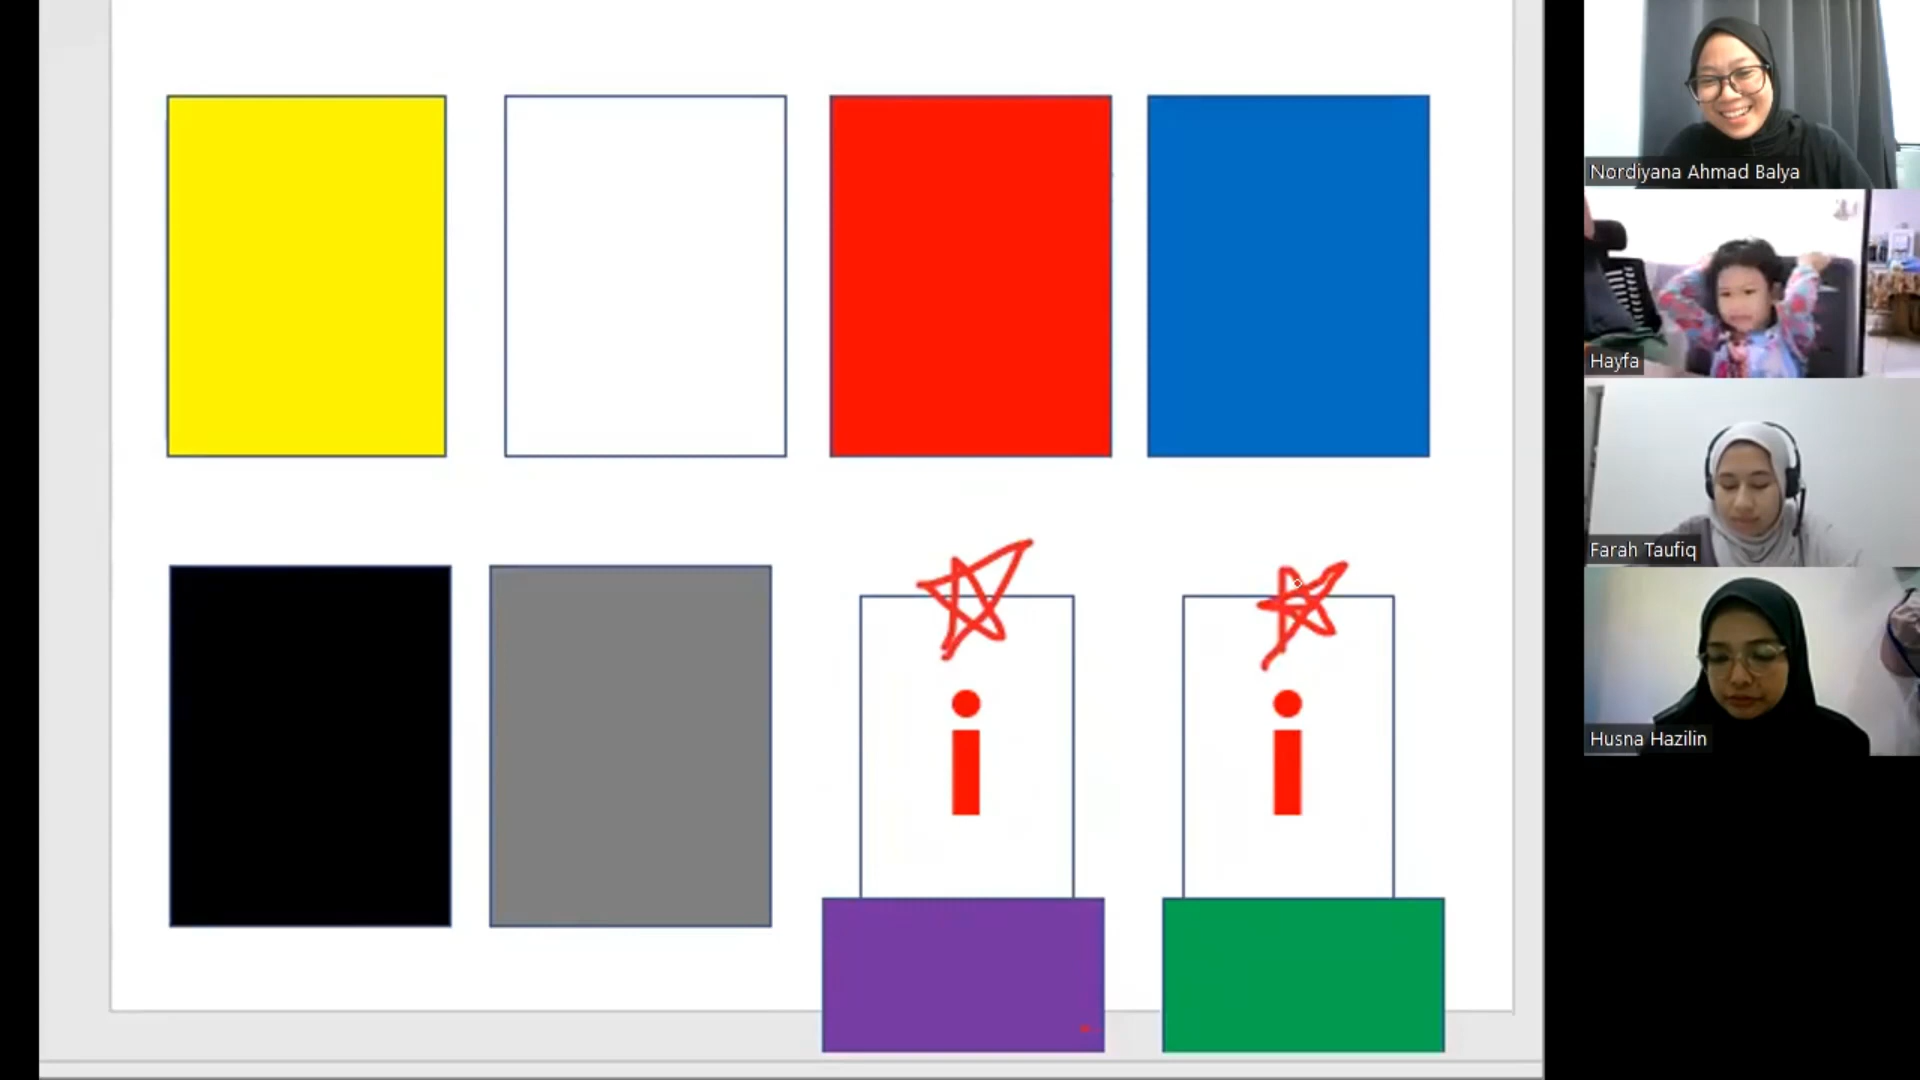 i
i
Nordiyana Ahmad Balya
Hayfa
Farah Taufiq
Husna Hazilin